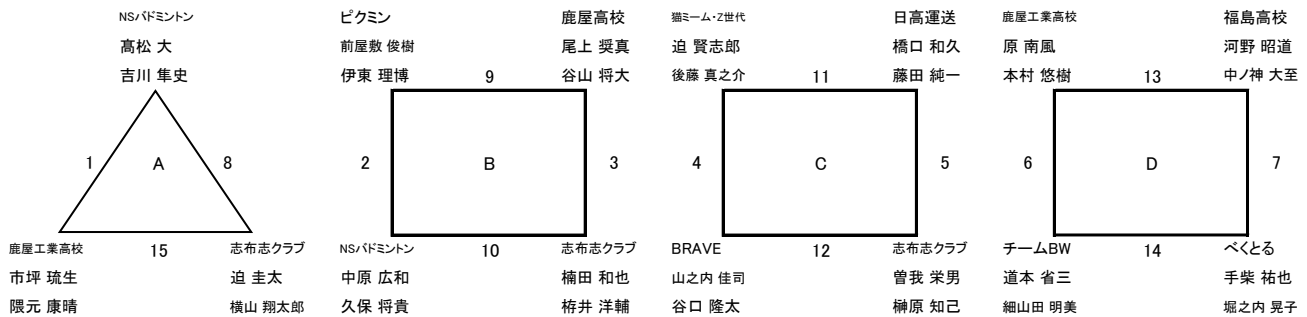 NSバドミントン
髙松 大
吉川 隼史
1
A
8
鹿屋工業高校
15
志布志クラブ
市坪 琉生
迫 圭太
隈元 康晴
横山 翔太郎
ピクミン
鹿屋高校
前屋敷 俊樹
尾上 奨真
伊東 理博
9
谷山 将大
2
B
3
NSバドミントン
10
志布志クラブ
中原 広和
楠田 和也
久保 将貴
栫井 洋輔
猫ミーム・Z世代
日高運送
迫 賢志郎
橋口 和久
後藤 真之介
11
藤田 純一
4
C
5
BRAVE
12
志布志クラブ
山之内 佳司
曽我 栄男
谷口 隆太
榊原 知己
鹿屋工業高校
福島高校
原 南風
河野 昭道
本村 悠樹
13
中ノ神 大至
6
D
7
チームBW
14
べくとる
道本 省三
手柴 祐也
細山田 明美
堀之内 晃子